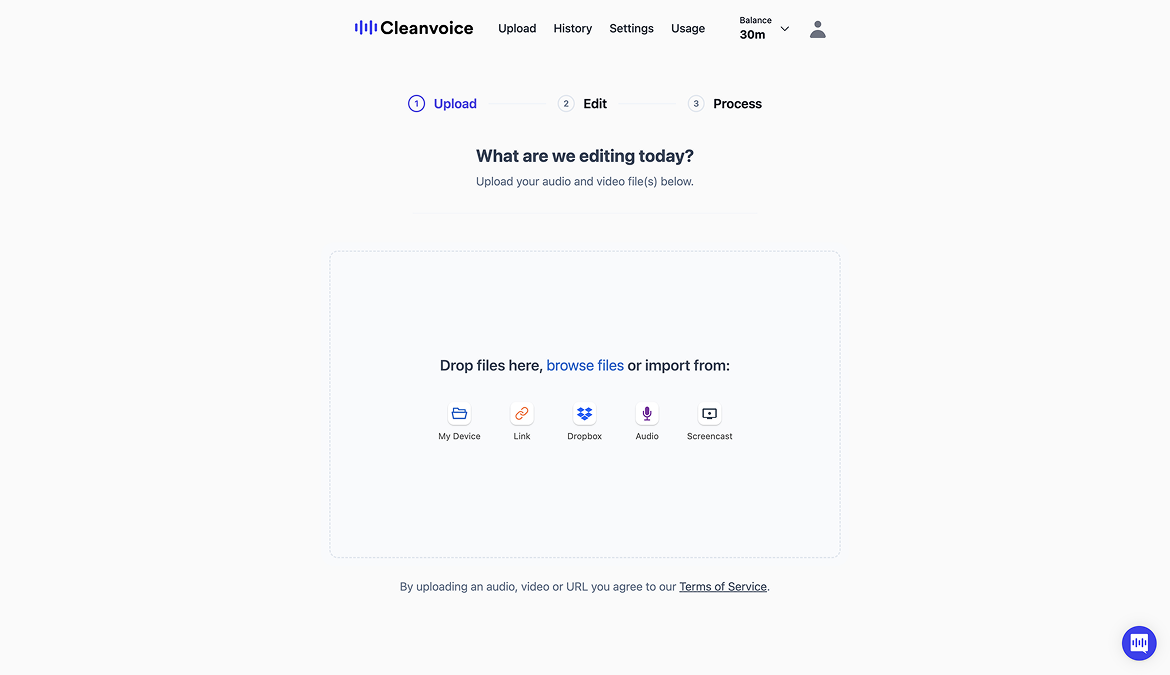 Cleanvoice
Upload
History
Settings
Usage
Balance
30m
1 Upload
2 Edit
3 Process
What are we editing today?
Upload your audio and video file(s) below.
Drop files here, browse files or import from:
My Device
Link
Dropbox
Audio
Screencast
By uploading an audio, video or URL you agree to our Terms of Service.